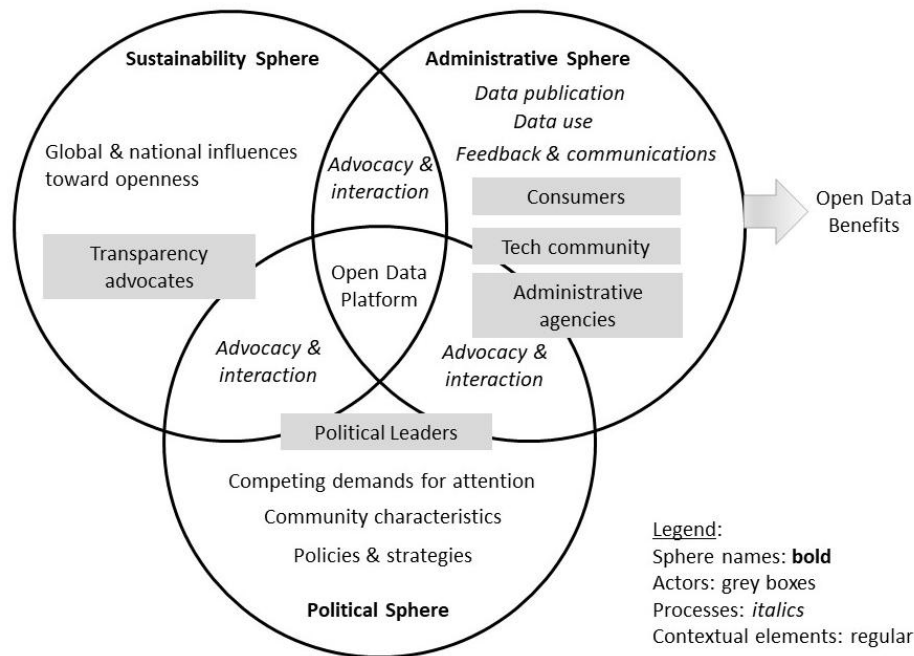 Sustainability Sphere
Administrative Sphere
Data publication
Data use
Feedback & communications
Global & national influences
toward openness
Advocacy &
interaction
Consumers
Open Data
Benefits
Transparency
advocates
Tech community
Open Data
Platform
Administrative
agencies
Advocacy &
interaction
Advocacy &
interaction
Political Leaders
Competing demands for attention
Community characteristics
Policies & strategies
Political Sphere
Legend:
Sphere names: bold
Actors: grey boxes
Processes: italics
Contextual elements: regular